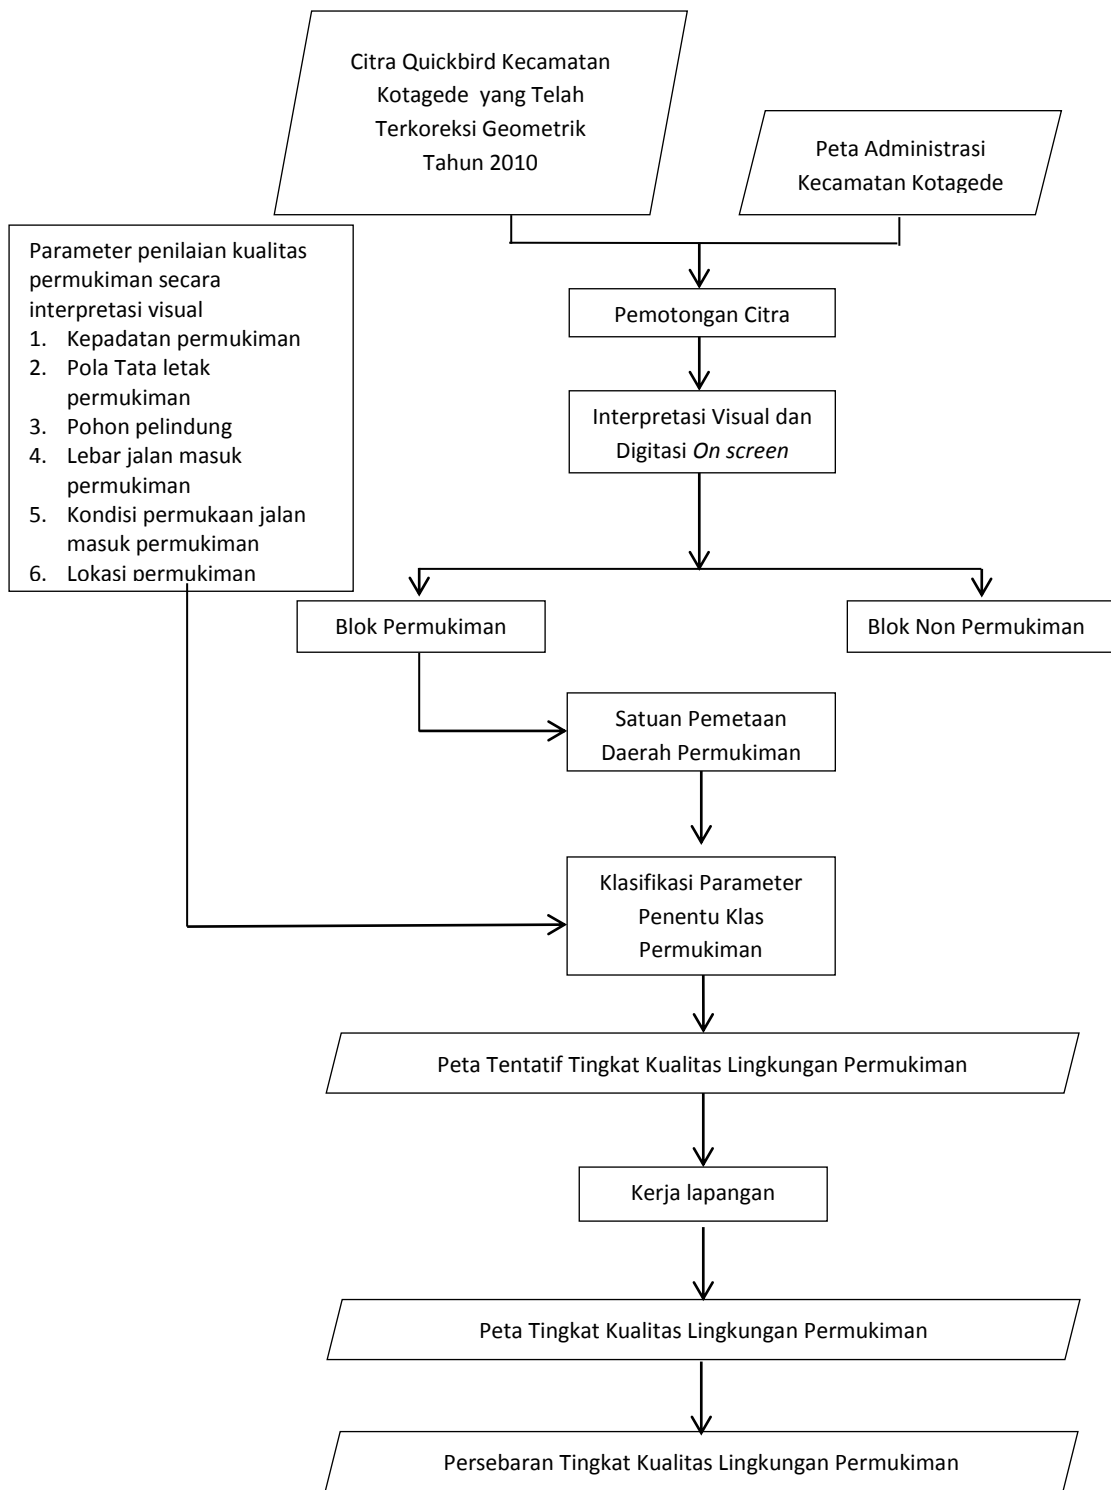 Citra Quickbird Kecamatan
Kotagede yang Telah
Terkoreksi Geometrik
Tahun 2010
Peta Administrasi
Kecamatan Kotagede
Parameter penilaian kualitas
permukiman secara
interpretasi visual
1. Kepadatan permukiman
2. Pola Tata letak
permukiman
3. Pohon pelindung
4. Lebar jalan masuk
permukiman
5. Kondisi permukaan jalan
masuk permukiman
6. Lokasi permukiman
Pemotongan Citra
Interpretasi Visual dan
Digitasi On screen
Blok Permukiman
Blok Non Permukiman
Satuan Pemetaan
Daerah Permukiman
Klasifikasi Parameter
Penentu Klas
Permukiman
Peta Tentatif Tingkat Kualitas Lingkungan Permukiman
Kerja lapangan
Peta Tingkat Kualitas Lingkungan Permukiman
Persebaran Tingkat Kualitas Lingkungan Permukiman